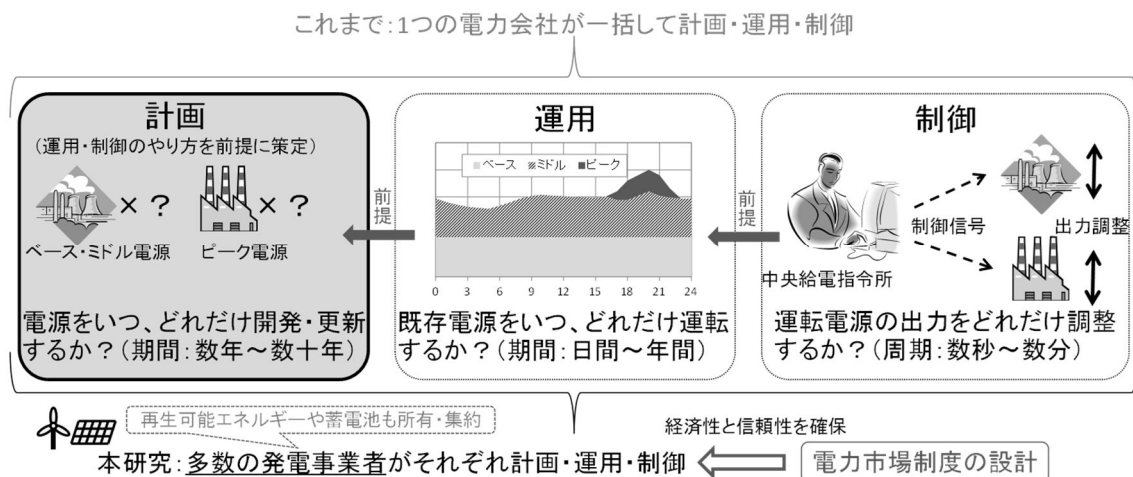 これまで:1つの電力会社が一括して計画・運用・制御
計画
(運用・制御のやり方を前提に策定)
×？
×？
ベース・ミドル電源
ピーク電源
電源をいつ、どれだけ開発・更新
するか？(期間:数年～数十年)
前提
運用
ベース ミドル ピーク
0 3 6 9 12 15 18 21 24
既存電源をいつ、どれだけ運転
するか？(期間:日間～年間)
前提
制御
制御信号
出力調整
中央給電指令所
運転電源の出力をどれだけ調整
するか？(周期:数秒～数分)
再生可能エネルギーや蓄電池も所有・集約
経済性と信頼性を確保
本研究:多数の発電事業者がそれぞれ計画・運用・制御
電力市場制度の設計